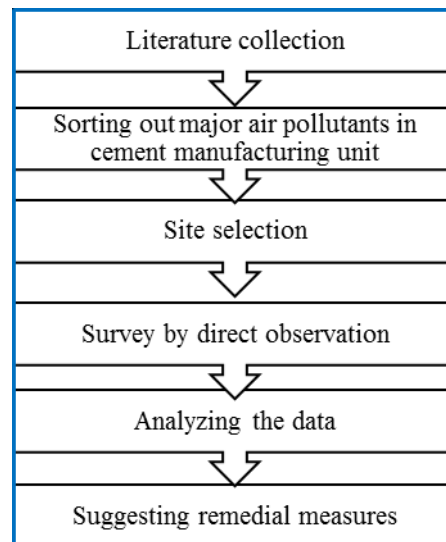 Literature collection
Sorting out major air pollutants in
cement manufacturing unit
Site selection
Survey by direct observation
Analyzing the data
Suggesting remedial measures